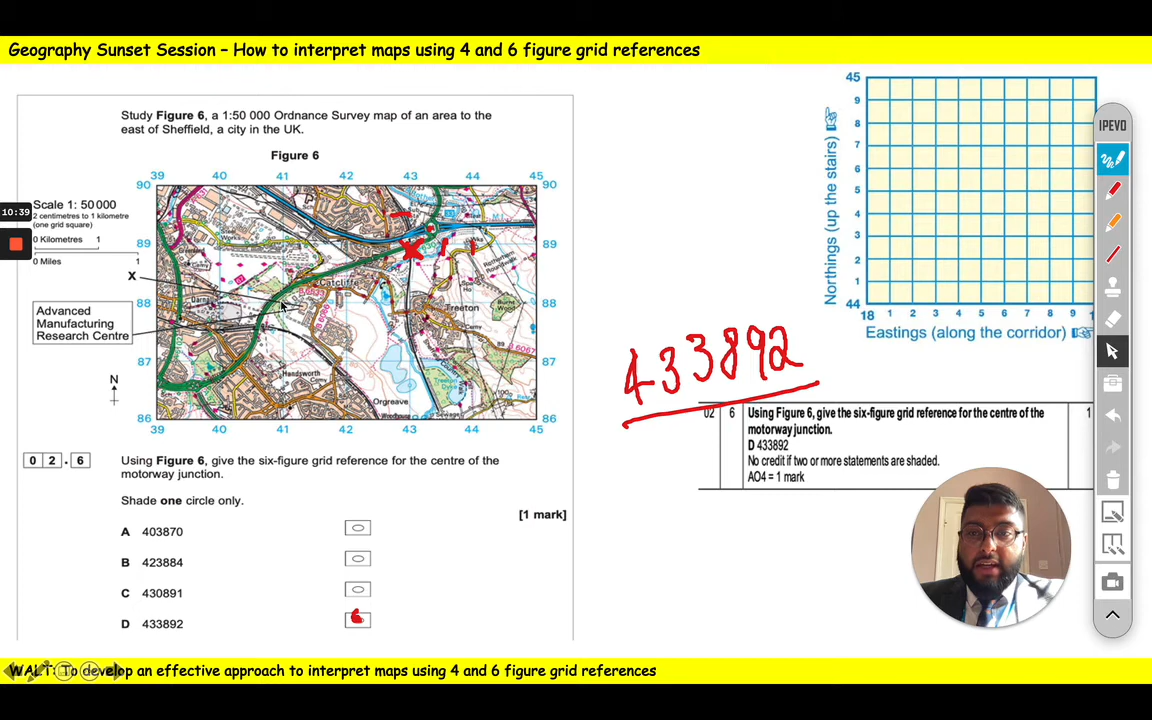 Geography Sunset Session – How to interpret maps using 4 and 6 figure grid references
Study Figure 6, a 1:50 000 Ordnance Survey map of an area to the
east of Sheffield, a city in the UK.
Figure 6
39 40 41 42 43 44 45
90 90
Scale 1: 50 000
2 centimetres to 1 kilometre
(one grid square)
0 Kilometres 1
0 Miles 1
10:39
89 89
X
88 88
Advanced
Manufacturing
Research Centre
87 87
N
86 86
39 40 41 42 43 44 45
Catcliffe
Treeton
Handsworth
Orgreave
02.6
Using Figure 6, give the six-figure grid reference for the centre of the
motorway junction.
Shade one circle only.
[1 mark]
A 403870
B 423884
C 430891
D 433892
45
9
8
7
6
5
4
3
2
1
44
18 1 2 3 4 5 6 7 8 9 1
Northings (up the stairs)
Eastings (along the corridor)
IPEVO
433892
02 6 Using Figure 6, give the six-figure grid reference for the centre of the 1
motorway junction.
D 433892
No credit if two or more statements are shaded.
AO4 = 1 mark
WALT: To develop an effective approach to interpret maps using 4 and 6 figure grid references